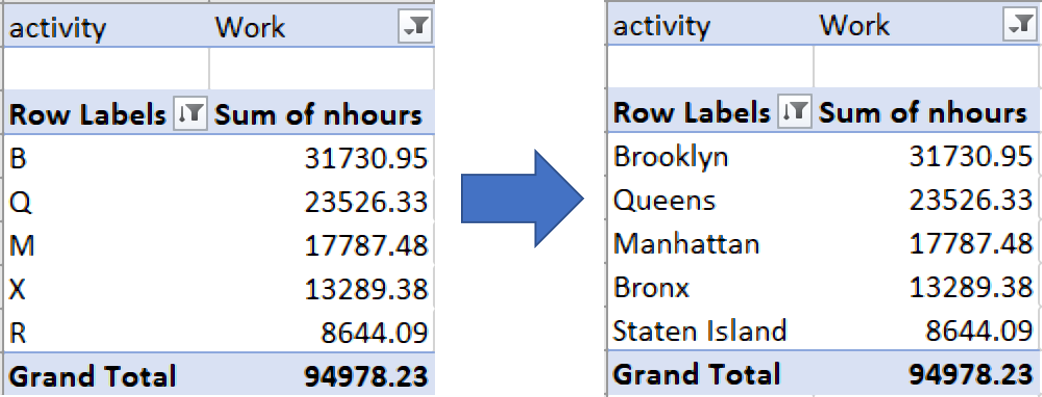 activity Work
Row Labels Sum of nhours
B 31730.95
Q 23526.33
M 17787.48
X 13289.38
R 8644.09
Grand Total 94978.23
activity Work
Row Labels Sum of nhours
Brooklyn 31730.95
Queens 23526.33
Manhattan 17787.48
Bronx 13289.38
Staten Island 8644.09
Grand Total 94978.23